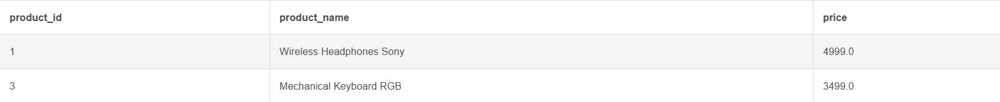 product_id product_name price
1 Wireless Headphones Sony 4999.0
3 Mechanical Keyboard RGB 3499.0